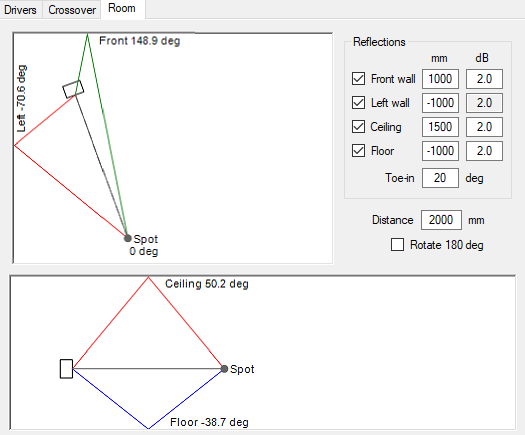 Drivers Crossover Room
Front 148.9 deg
Left -70.6 deg
Spot
0 deg
Reflections
mm dB
Front wall 1000 2.0
Left wall -1000 2.0
Ceiling 1500 2.0
Floor -1000 2.0
Toe-in 20 deg
Distance 2000 mm
Rotate 180 deg
Ceiling 50.2 deg
Spot
Floor -38.7 deg